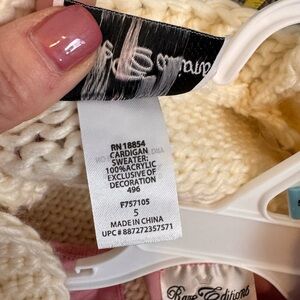 RN 18854
CARDIGAN
SWEATER:
100%ACRYLIC
EXCLUSIVE OF
DECORATION
496
F757105
5
MADE IN CHINA
UPC# 887272357571
Rare Editions